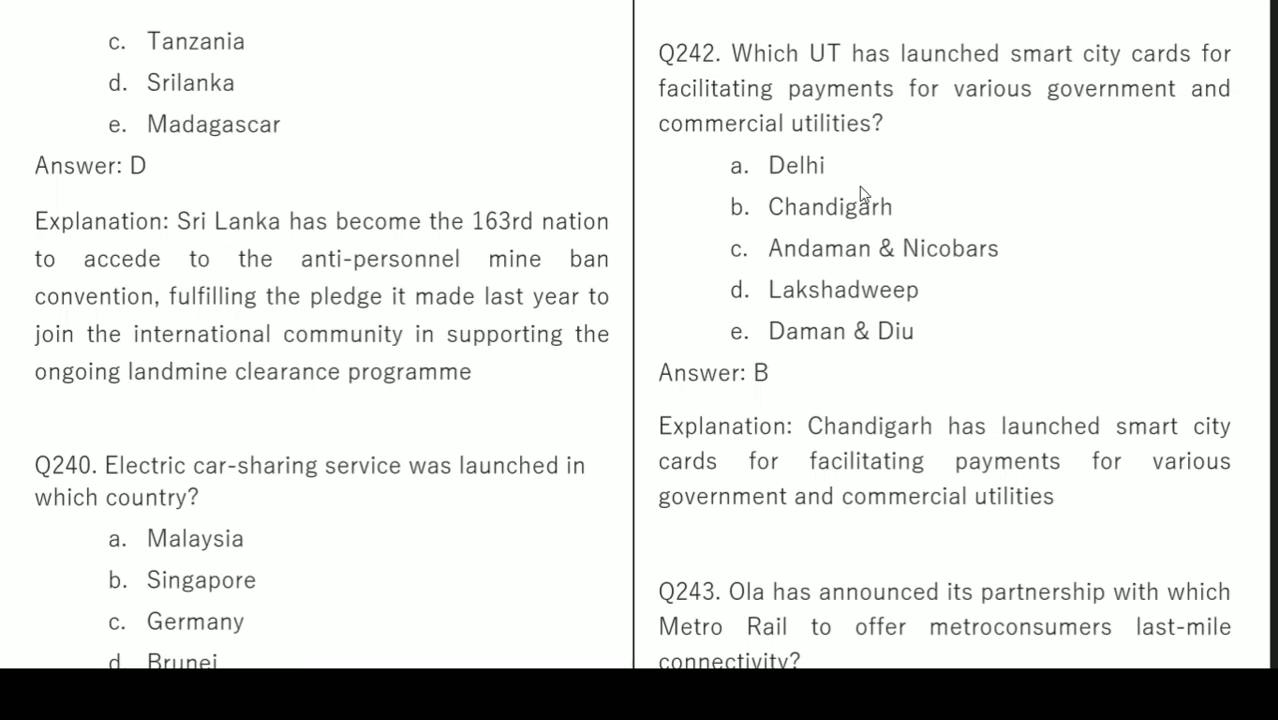 c. Tanzania
d. Srilanka
e. Madagascar
Answer: D
Explanation: Sri Lanka has become the 163rd nation
to accede to the anti-personnel mine ban
convention, fulfilling the pledge it made last year to
join the international community in supporting the
ongoing landmine clearance programme
Q240. Electric car-sharing service was launched in
which country?
a. Malaysia
b. Singapore
c. Germany
d. Brunei
Q242. Which UT has launched smart city cards for
facilitating payments for various government and
commercial utilities?
a. Delhi
b. Chandigarh
c. Andaman & Nicobars
d. Lakshadweep
e. Daman & Diu
Answer: B
Explanation: Chandigarh has launched smart city
cards for facilitating payments for various
government and commercial utilities
Q243. Ola has announced its partnership with which
Metro Rail to offer metroconsumers last-mile
connectivity?